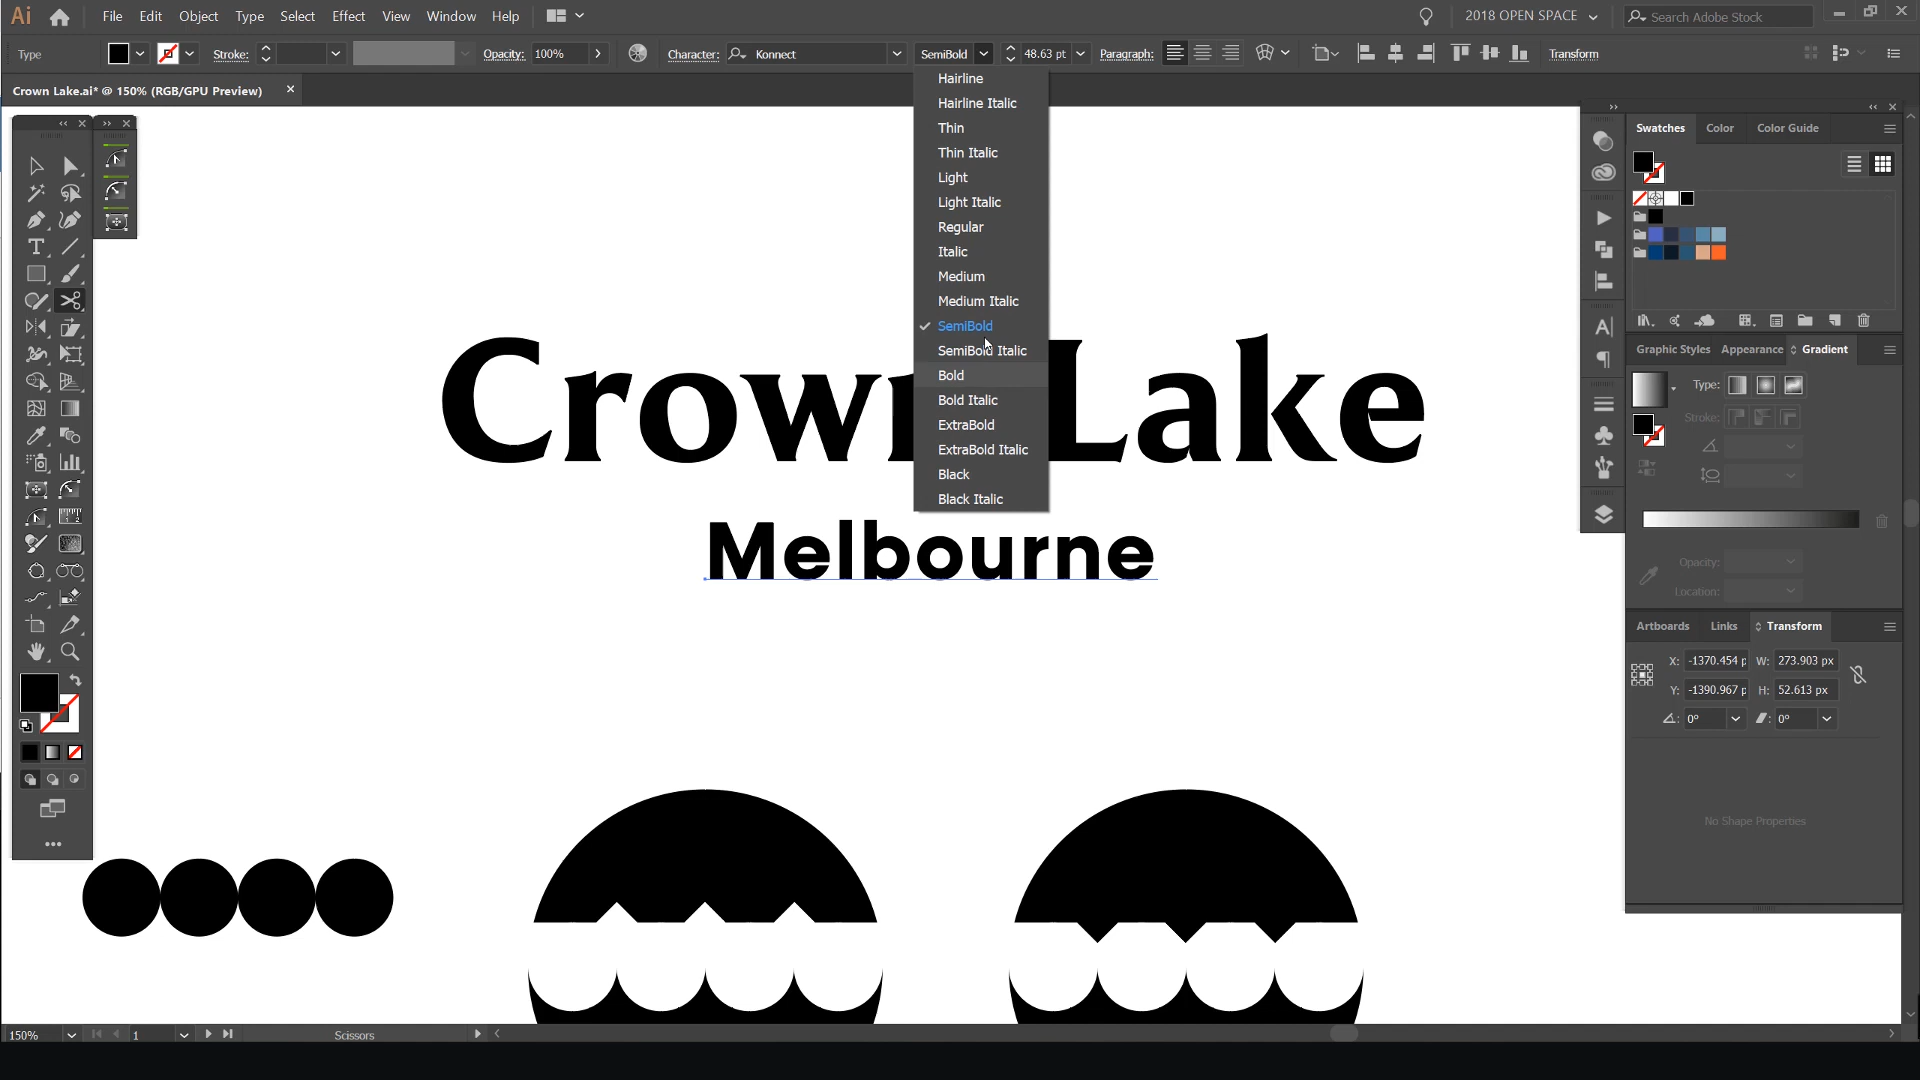 Ai File Edit Object Type Select Effect View Window Help 2018 OPEN SPACE Search Adobe Stock
Type Stroke: Opacity: 100% Character: Konnect SemiBold 48.63 pt Paragraph: Transform
Crown Lake.ai* @ 150% (RGB/GPU Preview)
Hairline
Hairline Italic
Thin
Thin Italic
Light
Light Italic
Regular
Italic
Medium
Medium Italic
SemiBold
SemiBold Italic
Bold
Bold Italic
ExtraBold
ExtraBold Italic
Black
Black Italic
Crown Lake
Melbourne
Swatches Color Color Guide
Graphic Styles Appearance Gradient
Type:
Stroke:
Opacity:
Location:
Artboards Links Transform
X: -1370.454 p W: 273.903 px
Y: -1390.967 p H: 52.613 px
0° 0°
No Shape Properties
150% 1 Scissors